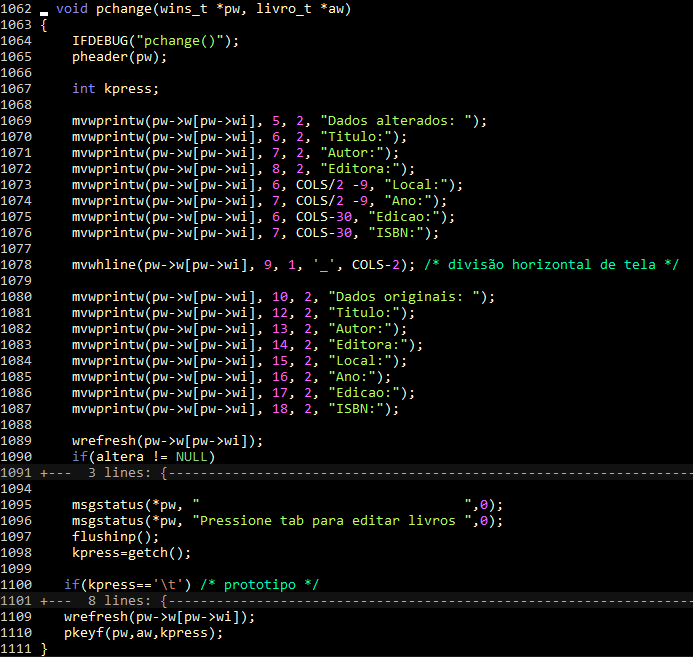 1062 void pchange(wins_t *pw, livro_t *aw)
1063 {
1064     IFDEBUG("pchange()");
1065     pheader(pw);
1066
1067     int kpress;
1068
1069     mvwprintw(pw->w[pw->wi], 5, 2, "Dados alterados: ");
1070     mvwprintw(pw->w[pw->wi], 6, 2, "Titulo:");
1071     mvwprintw(pw->w[pw->wi], 7, 2, "Autor:");
1072     mvwprintw(pw->w[pw->wi], 8, 2, "Editora:");
1073     mvwprintw(pw->w[pw->wi], 6, COLS/2 -9, "Local:");
1074     mvwprintw(pw->w[pw->wi], 7, COLS/2 -9, "Ano:");
1075     mvwprintw(pw->w[pw->wi], 6, COLS-30, "Edicao:");
1076     mvwprintw(pw->w[pw->wi], 7, COLS-30, "ISBN:");
1077
1078     mvwhline(pw->w[pw->wi], 9, 1, '_', COLS-2); /* divisão horizontal de tela */
1079
1080     mvwprintw(pw->w[pw->wi], 10, 2, "Dados originais: ");
1081     mvwprintw(pw->w[pw->wi], 12, 2, "Titulo:");
1082     mvwprintw(pw->w[pw->wi], 13, 2, "Autor:");
1083     mvwprintw(pw->w[pw->wi], 14, 2, "Editora:");
1084     mvwprintw(pw->w[pw->wi], 15, 2, "Local:");
1085     mvwprintw(pw->w[pw->wi], 16, 2, "Ano:");
1086     mvwprintw(pw->w[pw->wi], 17, 2, "Edicao:");
1087     mvwprintw(pw->w[pw->wi], 18, 2, "ISBN:");
1088
1089     wrefresh(pw->w[pw->wi]);
1090     if(altera != NULL)
1091 +---  3 lines: {------------------------------------------------------------------
1094
1095     msgstatus(*pw, "                                 ",0);
1096     msgstatus(*pw, "Pressione tab para editar livros ",0);
1097     flushinp();
1098     kpress=getch();
1099
1100    if(kpress=='\t') /* prototipo */
1101 +---  8 lines: {------------------------------------------------------------------
1109    wrefresh(pw->w[pw->wi]);
1110    pkeyf(pw,aw,kpress);
1111 }